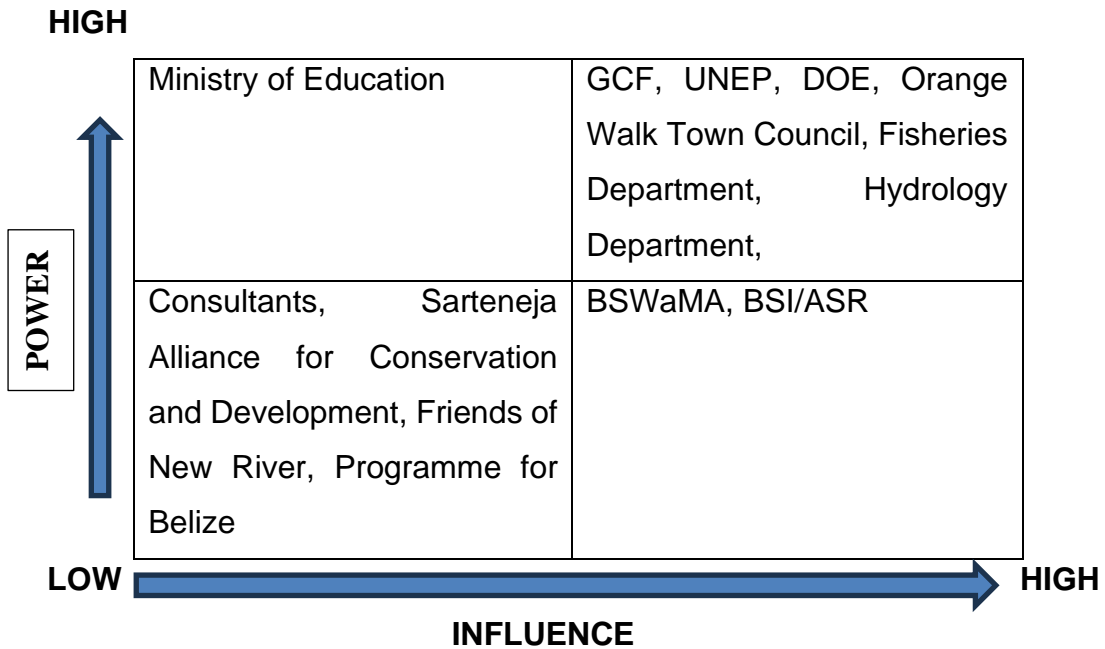 HIGH
Ministry of Education
GCF, UNEP, DOE, Orange
Walk Town Council, Fisheries
Department, Hydrology
Department,
POWER
Consultants, Sarteneja
Alliance for Conservation
and Development, Friends of
New River, Programme for
Belize
BSWaMA, BSI/ASR
LOW
HIGH
INFLUENCE